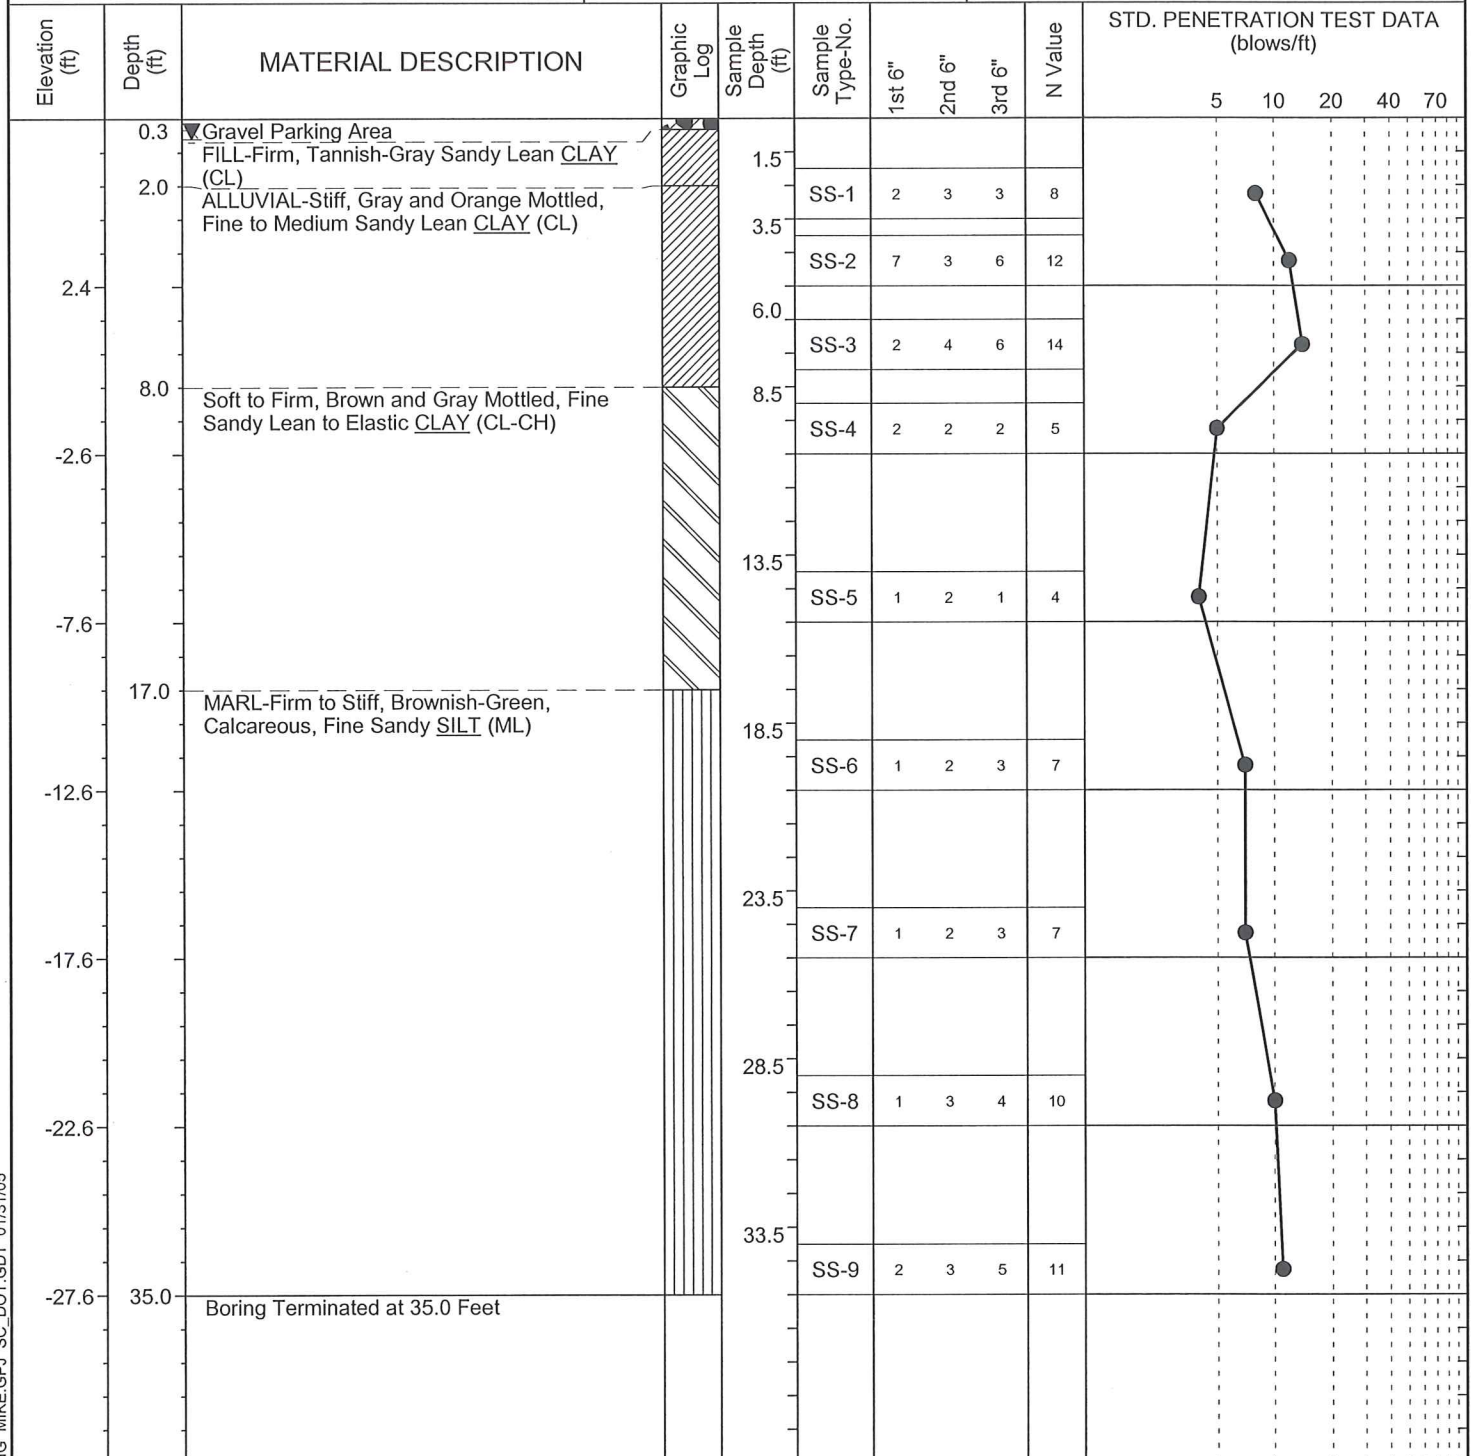 Elevation
(ft)
Depth
(ft)
MATERIAL DESCRIPTION
Graphic
Log
Sample
Depth
(ft)
Sample
Type-No.
1st 6"
2nd 6"
3rd 6"
N Value
STD. PENETRATION TEST DATA
(blows/ft)
5 10 20 40 70
0.3 Gravel Parking Area
FILL-Firm, Tannish-Gray Sandy Lean CLAY
(CL)
1.5
2.0 ALLUVIAL-Stiff, Gray and Orange Mottled,
Fine to Medium Sandy Lean CLAY (CL)
SS-1 2 3 3 8
3.5
SS-2 7 3 6 12
2.4
6.0
SS-3 2 4 6 14
8.0 Soft to Firm, Brown and Gray Mottled, Fine
Sandy Lean to Elastic CLAY (CL-CH)
8.5
SS-4 2 2 2 5
-2.6
13.5
SS-5 1 2 1 4
-7.6
17.0 MARL-Firm to Stiff, Brownish-Green,
Calcareous, Fine Sandy SILT (ML)
18.5
SS-6 1 2 3 7
-12.6
23.5
SS-7 1 2 3 7
-17.6
28.5
SS-8 1 3 4 10
-22.6
33.5
SS-9 2 3 5 11
-27.6 35.0 Boring Terminated at 35.0 Feet
MIKE.GPJ SC_DOT.GDT